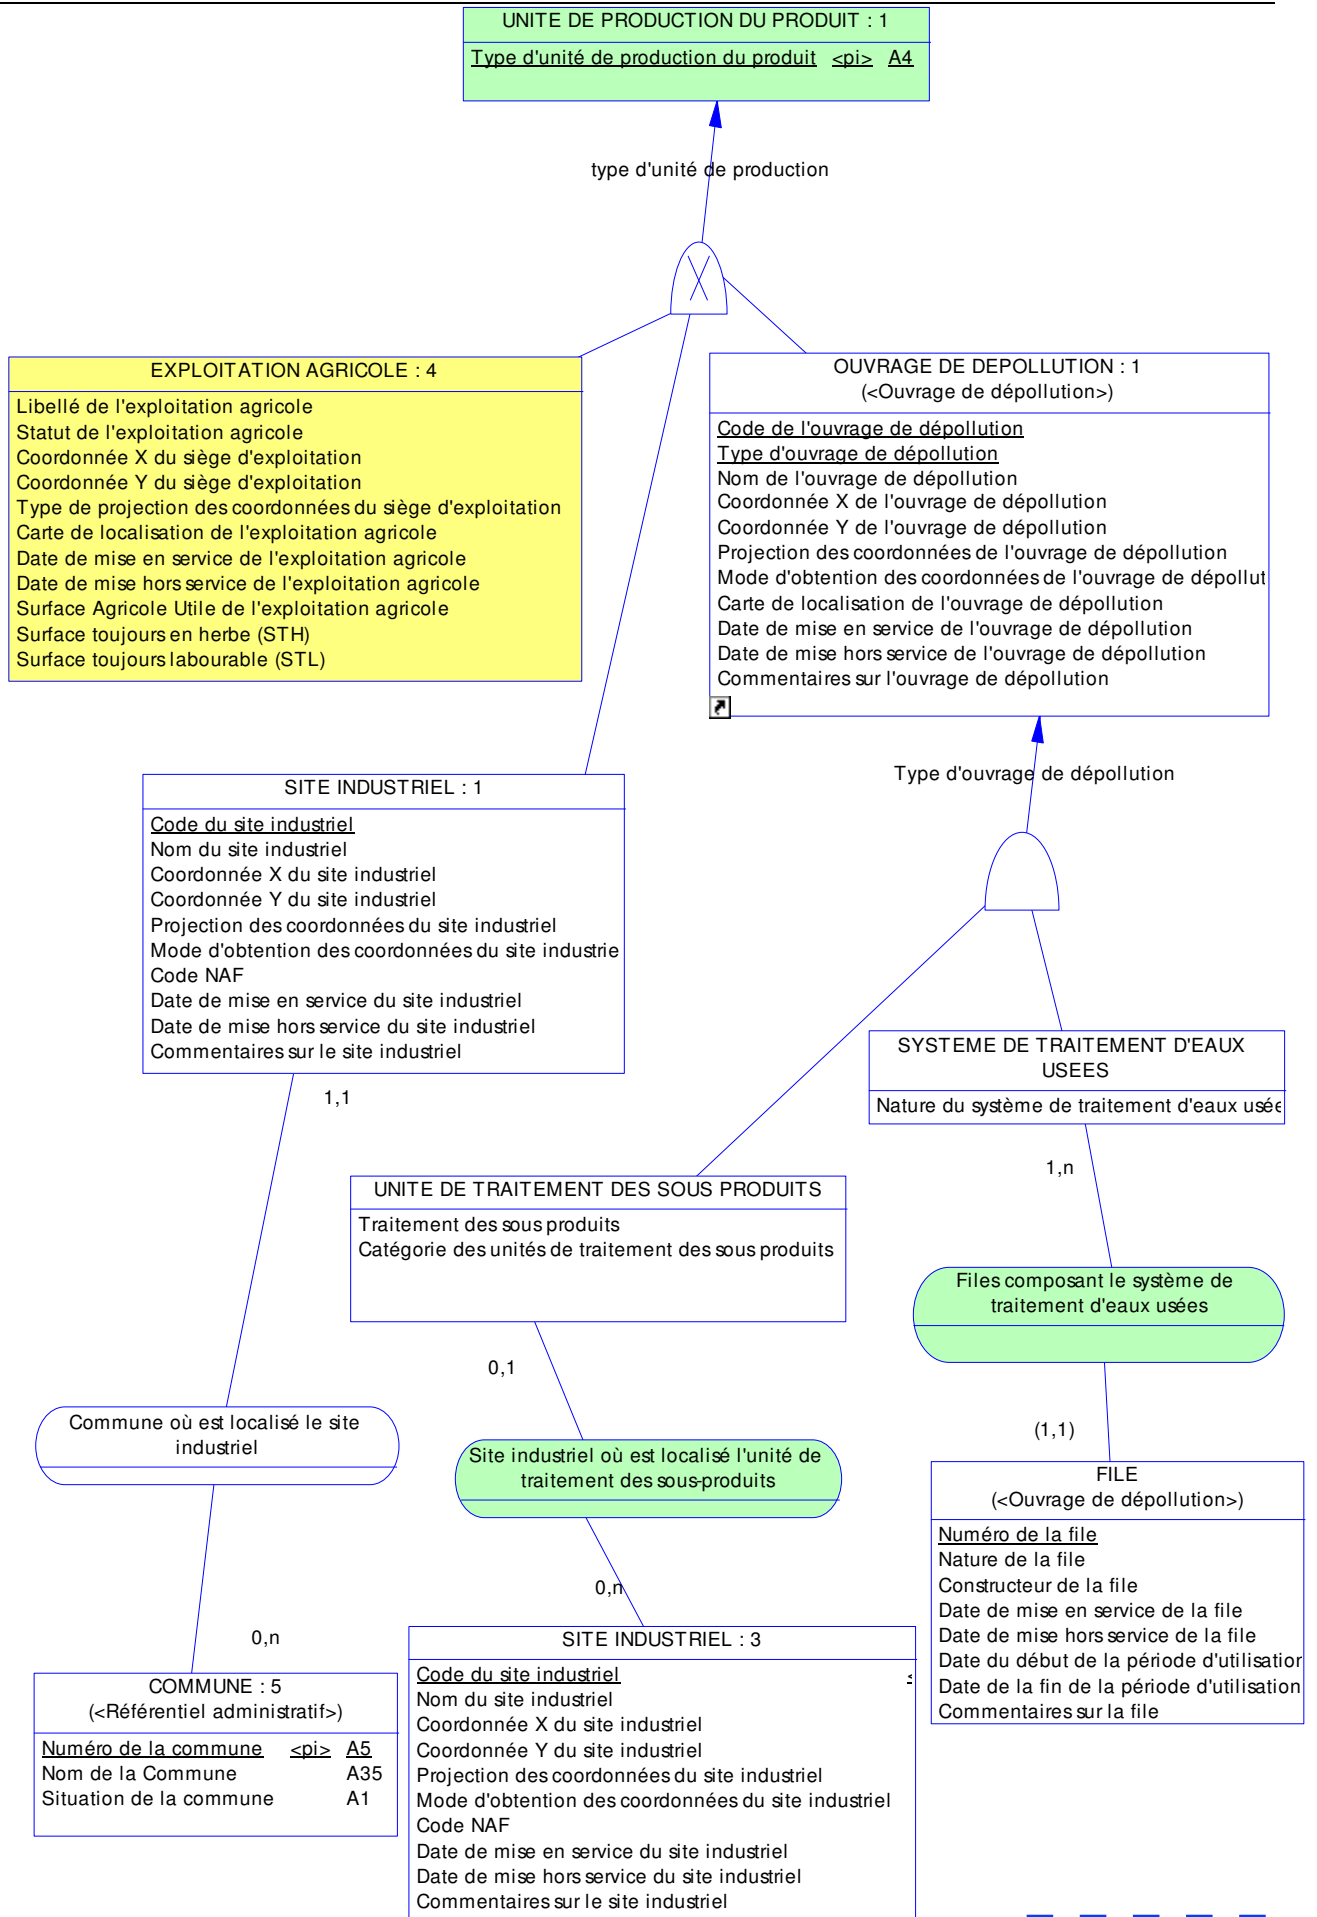 UNITE DE PRODUCTION DU PRODUIT : 1
Type d'unité de production du produit <pi> A4
type d'unité de production
EXPLOITATION AGRICOLE : 4
Libellé de l'exploitation agricole
Statut de l'exploitation agricole
Coordonnée X du siège d'exploitation
Coordonnée Y du siège d'exploitation
Type de projection des coordonnées du siège d'exploitation
Carte de localisation de l'exploitation agricole
Date de mise en service de l'exploitation agricole
Date de mise hors service de l'exploitation agricole
Surface Agricole Utile de l'exploitation agricole
Surface toujours en herbe (STH)
Surface toujours labourable (STL)
OUVRAGE DE DEPOLLUTION : 1
(<Ouvrage de dépollution>)
Code de l'ouvrage de dépollution
Type d'ouvrage de dépollution
Nom de l'ouvrage de dépollution
Coordonnée X de l'ouvrage de dépollution
Coordonnée Y de l'ouvrage de dépollution
Projection des coordonnées de l'ouvrage de dépollution
Mode d'obtention des coordonnées de l'ouvrage de dépollut
Carte de localisation de l'ouvrage de dépollution
Date de mise en service de l'ouvrage de dépollution
Date de mise hors service de l'ouvrage de dépollution
Commentaires sur l'ouvrage de dépollution
Type d'ouvrage de dépollution
SITE INDUSTRIEL : 1
Code du site industriel
Nom du site industriel
Coordonnée X du site industriel
Coordonnée Y du site industriel
Projection des coordonnées du site industriel
Mode d'obtention des coordonnées du site industrie
Code NAF
Date de mise en service du site industriel
Date de mise hors service du site industriel
Commentaires sur le site industriel
1,1
SYSTEME DE TRAITEMENT D'EAUX
USEES
Nature du système de traitement d'eaux usée
1,n
UNITE DE TRAITEMENT DES SOUS PRODUITS
Traitement des sous produits
Catégorie des unités de traitement des sous produits
Files composant le système de
traitement d'eaux usées
0,1
Commune où est localisé le site
industriel
(1,1)
Site industriel où est localisé l'unité de
traitement des sous-produits
FILE
(<Ouvrage de dépollution>)
Numéro de la file
Nature de la file
Constructeur de la file
Date de mise en service de la file
Date de mise hors service de la file
Date du début de la période d'utilisation
Date de la fin de la période d'utilisation
Commentaires sur la file
0,n
0,n
COMMUNE : 5
(<Référentiel administratif>)
Numéro de la commune <pi> A5
Nom de la Commune A35
Situation de la commune A1
SITE INDUSTRIEL : 3
Code du site industriel <
Nom du site industriel
Coordonnée X du site industriel
Coordonnée Y du site industriel
Projection des coordonnées du site industriel
Mode d'obtention des coordonnées du site industriel
Code NAF
Date de mise en service du site industriel
Date de mise hors service du site industriel
Commentaires sur le site industriel